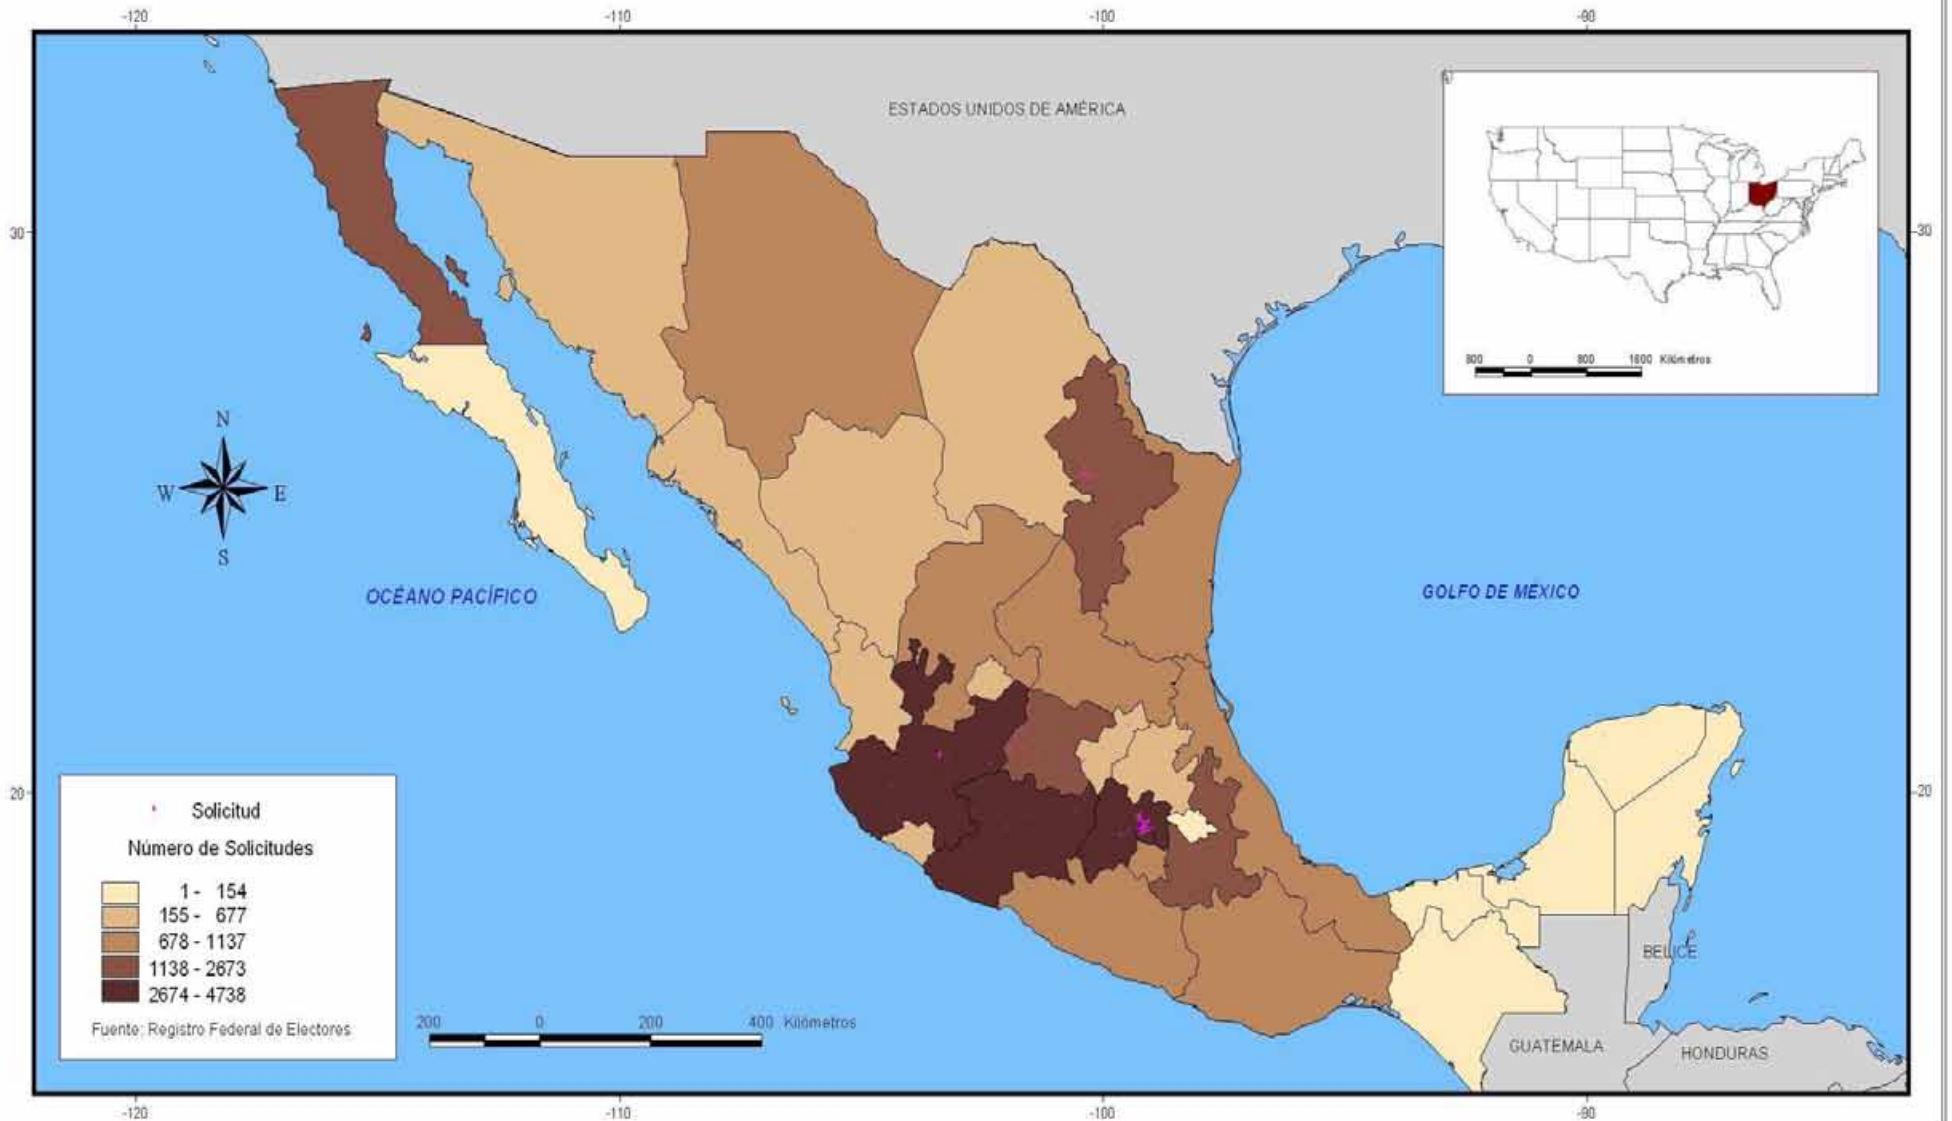 -120 -110 -100 -90
ESTADOS UNIDOS DE AMÉRICA
30 30
800 0 800 1600 Kilómetros
N
W E
S
OCÉANO PACÍFICO
GOLFO DE MÉXICO
20 20
Solicitud
Número de Solicitudes
1 - 154
155 - 677
678 - 1137
1138 - 2673
2674 - 4738
Fuente: Registro Federal de Electores
200 0 200 400 Kilómetros
BELICE
GUATEMALA
HONDURAS
-120 -110 -100 -90